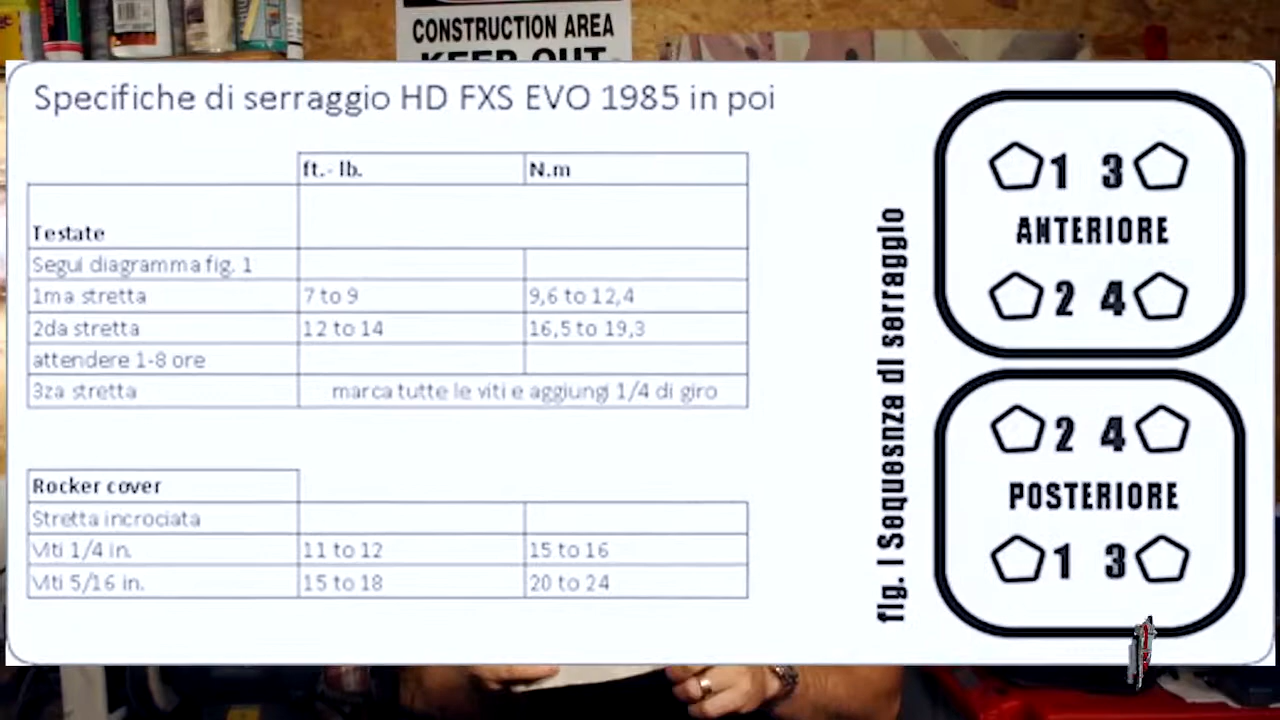 CONSTRUCTION AREA
KEEP OUT
Specifiche di serraggio HD FXS EVO 1985 in poi
ft.- lb. N.m
Testate
Segui diagramma fig. 1
1ma stretta 7 to 9 9,6 to 12,4
2da stretta 12 to 14 16,5 to 19,3
attendere 1-8 ore
3za stretta marca tutte le viti e aggiungi 1/4 di giro
Rocker cover
Stretta incrociata
Viti 1/4 in. 11 to 12 15 to 16
Viti 5/16 in. 15 to 18 20 to 24
fig. I Sequesnza di serraggio
1 3
ANTERIORE
2 4
2 4
POSTERIORE
1 3